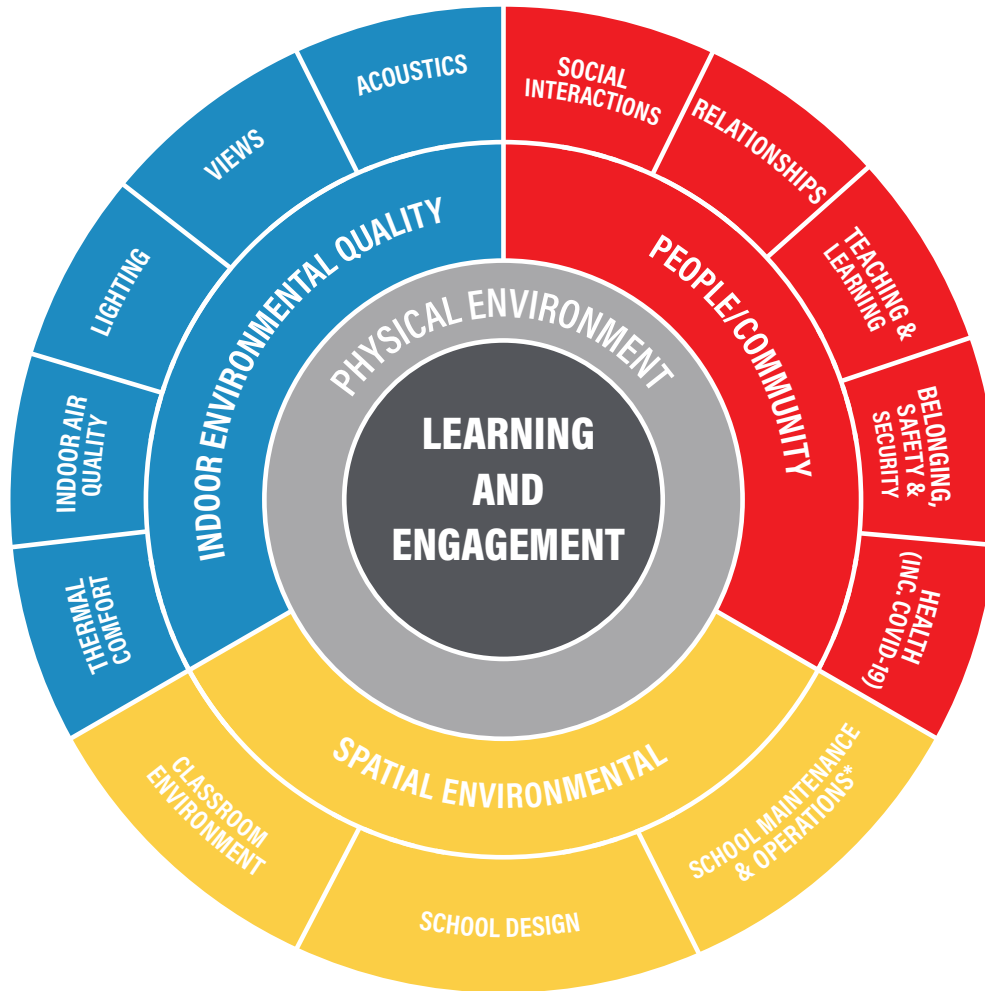 LEARNING
AND
ENGAGEMENT
PHYSICAL ENVIRONMENT
INDOOR ENVIRONMENTAL QUALITY
PEOPLE/COMMUNITY
SPATIAL ENVIRONMENTAL
ACOUSTICS
VIEWS
LIGHTING
INDOOR AIR
QUALITY
THERMAL
COMFORT
SOCIAL
INTERACTIONS
RELATIONSHIPS
TEACHING &
LEARNING
BELONGING,
SAFETY &
SECURITY
HEALTH
(INC. COVID-19)
SCHOOL MAINTENANCE
& OPERATIONS*
SCHOOL DESIGN
CLASSROOM
ENVIRONMENT